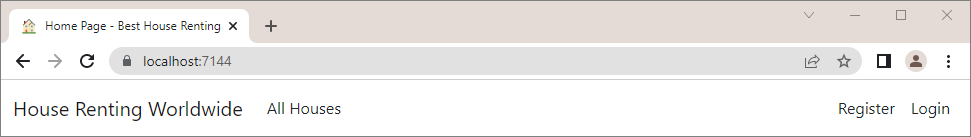 Home Page - Best House Renting
localhost:7144
House Renting Worldwide All Houses Register Login